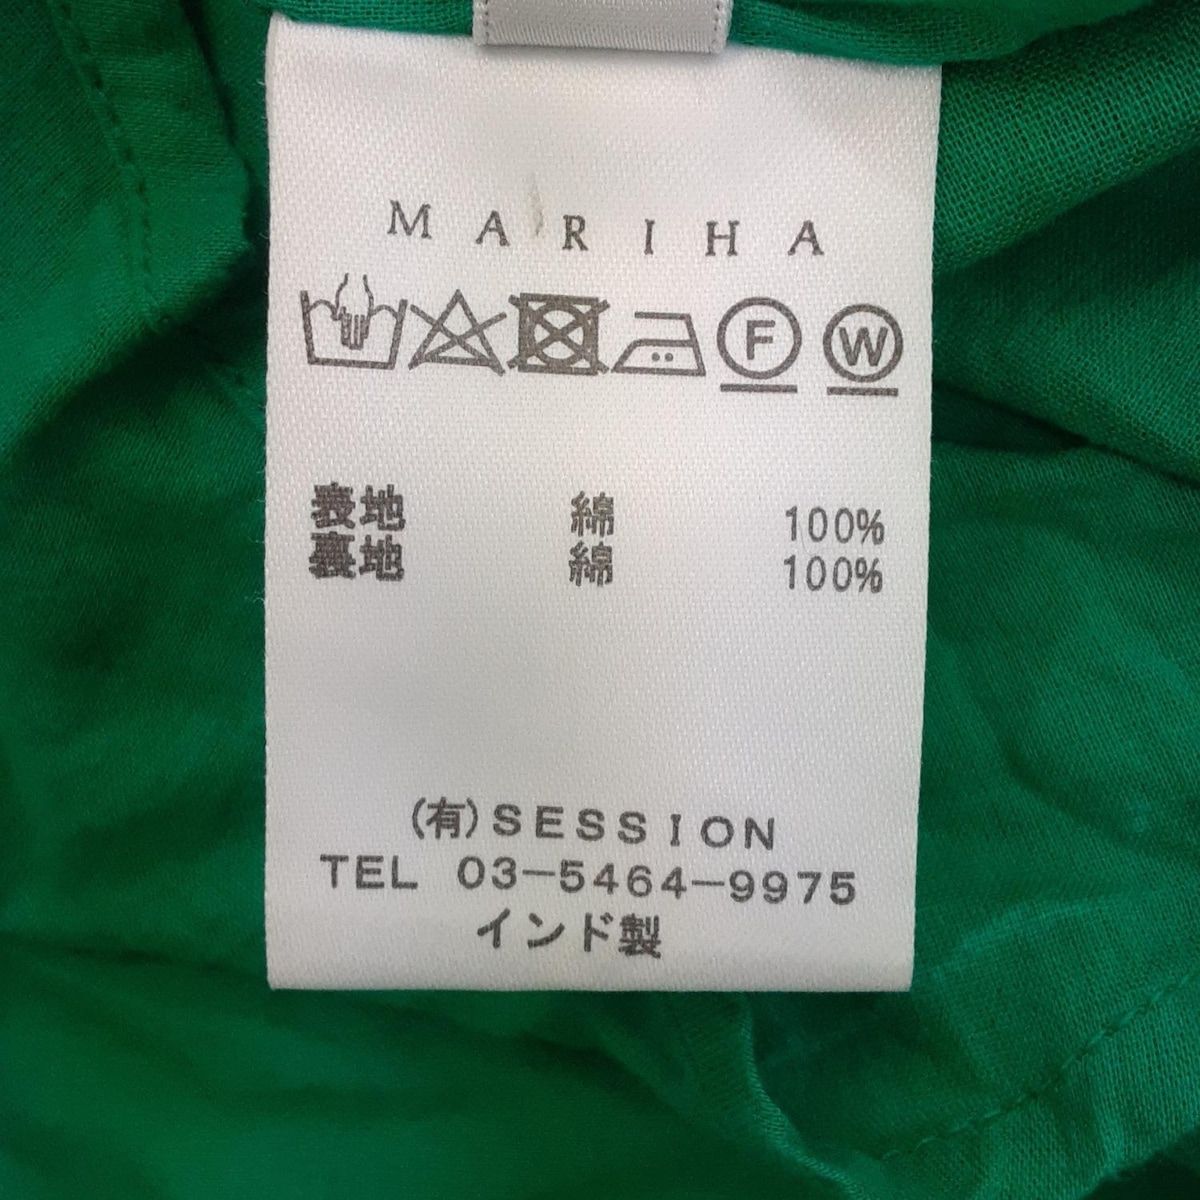 MARIHA
F W
表地 綿 100%
裏地 綿 100%
(有)SESSION
TEL 03-5464-9975
インド製